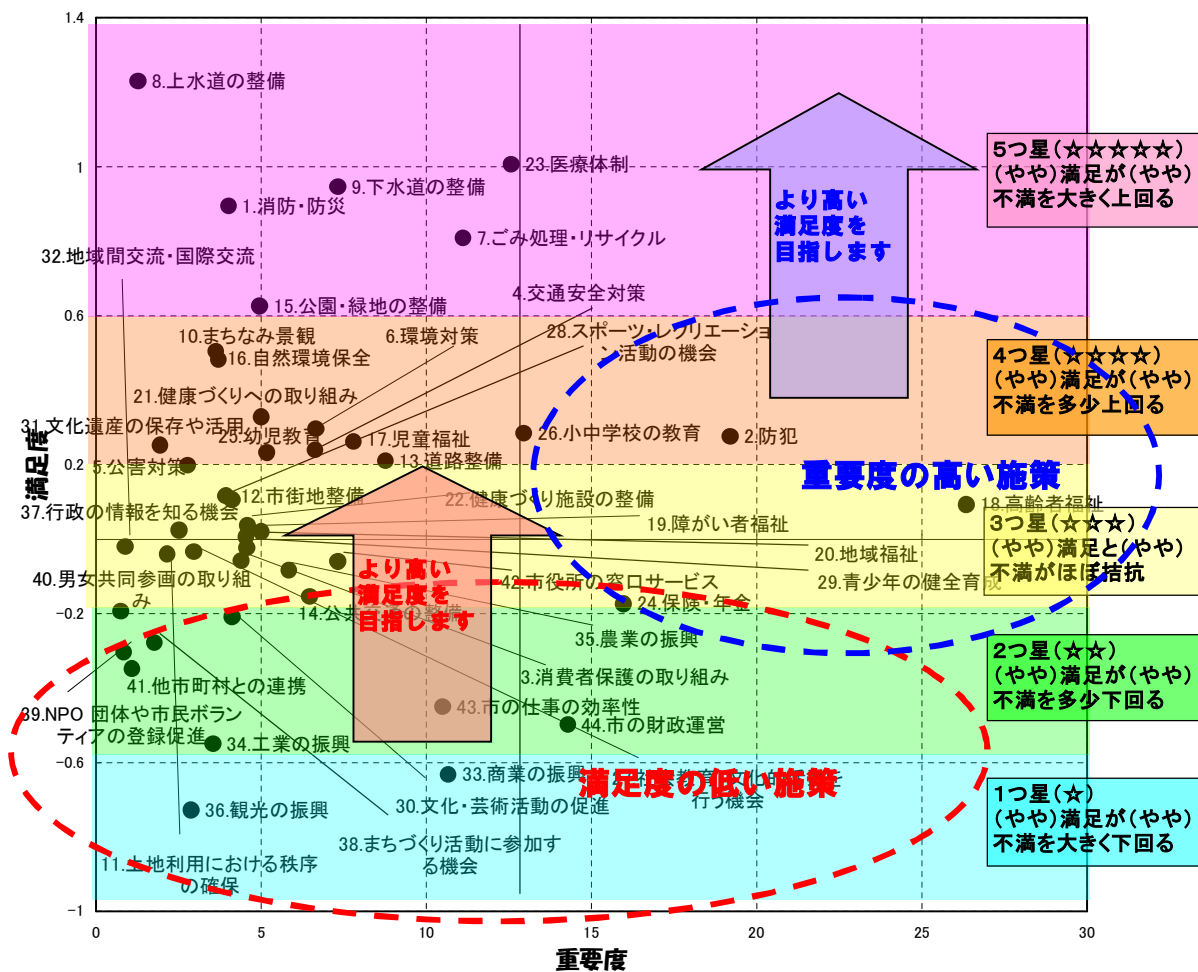 1.4
8.上水道の整備
23.医療体制
5つ星(☆☆☆☆☆)
(やや)満足が(やや)
不満を大きく上回る
1
9.下水道の整備
1.消防・防災
より高い
満足度を
目指します
7.ごみ処理・リサイクル
32.地域間交流・国際交流
4.交通安全対策
15.公園・緑地の整備
0.6
10.まちなみ景観
6.環境対策
28.スポーツ・レクリエーショ
ン活動の機会
16.自然環境保全
4つ星(☆☆☆☆)
(やや)満足が(やや)
不満を多少上回る
21.健康づくりへの取り組み
31.文化遺産の保存や活用
25.幼児教育
17.児童福祉
26.小中学校の教育
2.防犯
満足度
5.公害対策
13.道路整備
0.2
重要度の高い施策
12.市街地整備
22.健康づくり施設の整備
18.高齢者福祉
37.行政の情報を知る機会
19.障がい者福祉
3つ星(☆☆☆)
(やや)満足と(やや)
不満がほぼ拮抗
20.地域福祉
40.男女共同参画の取り組
み
より高い
満足度を
目指します
42.市役所の窓口サービス
29.青少年の健全育成
24.保険・年金
-0.2
14.公共
の整備
35.農業の振興
2つ星(☆☆)
(やや)満足が(やや)
不満を多少下回る
3.消費者保護の取り組み
41.他市町村との連携
39.NPO 団体や市民ボラン
ティアの登録促進
43.市の仕事の効率性
44.市の財政運営
34.工業の振興
-0.6
33.商業の振興
満足度の低い施策
行う機会
1つ星(☆)
(やや)満足が(やや)
不満を大きく下回る
36.観光の振興
30.文化・芸術活動の促進
38.まちづくり活動に参加す
る機会
11.土地利用における秩序
の確保
-1
0
5
10
15
20
25
30
重要度